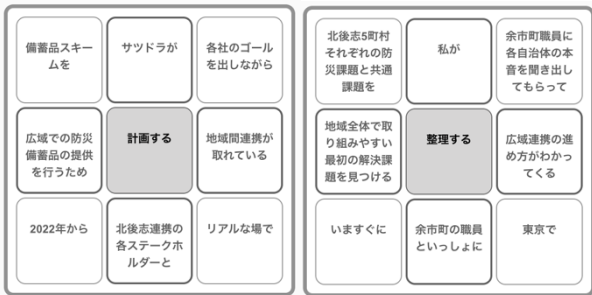 備蓄品スキー
ムを
サツドラが
各社のゴール
を出しながら
広域での防災
備蓄品の提供
を行うため
計画する
地域間連携が
取れている
2022年から
北後志連携の
各ステークホ
ルダーと
リアルな場で
北後志5町村
それぞれの防
災課題と共通
課題を
私が
余市町職員に
各自治体の本
音を聞き出し
てもらって
地域全体で取
り組みやすい
最初の解決課
題を見つける
整理する
広域連携の進
め方がわかっ
てくる
いますぐに
余市町の職員
といっしょに
東京で